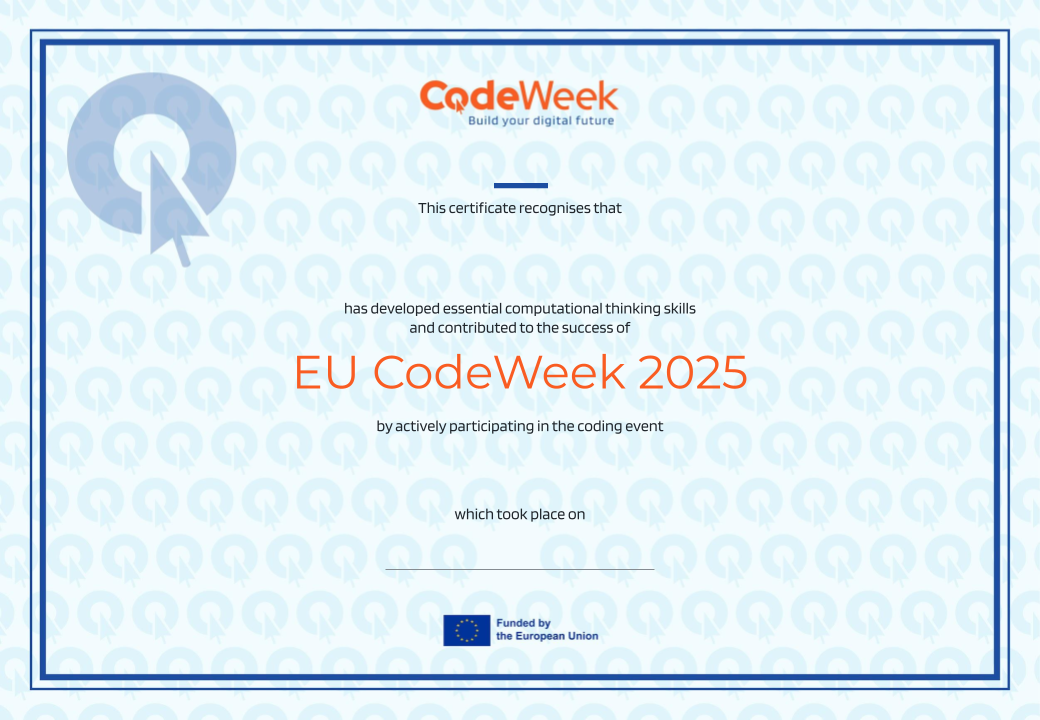 CodeWeek
Build your digital future
This certificate recognises that
has developed essential computational thinking skills
and contributed to the success of
EU CodeWeek 2025
by actively participating in the coding event
which took place on
Funded by
the European Union